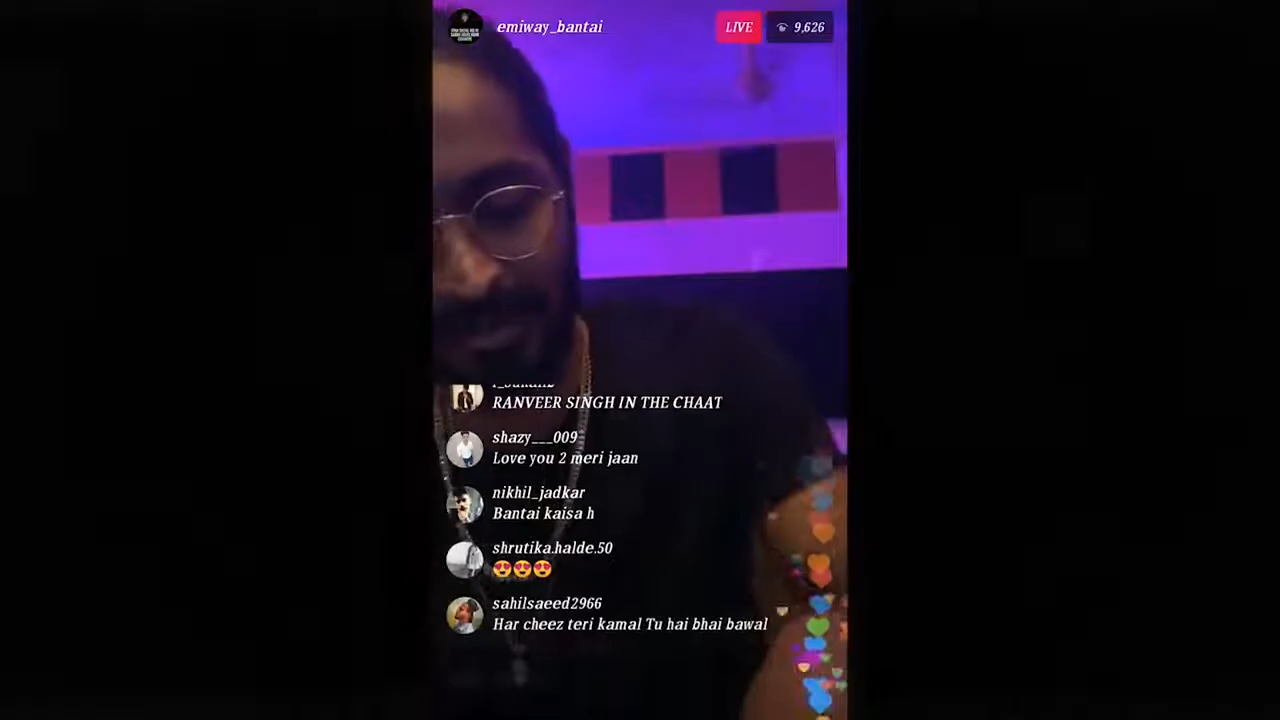 emiway_bantai
LIVE
9,626
RANVEER SINGH IN THE CHAAT
shazy___009
Love you 2 meri jaan
nikhil_jadkar
Bantai kaisa h
shrutika.halde.50
😍😍😍
sahilsaeed2966
Har cheez teri kamal Tu hai bhai bawal